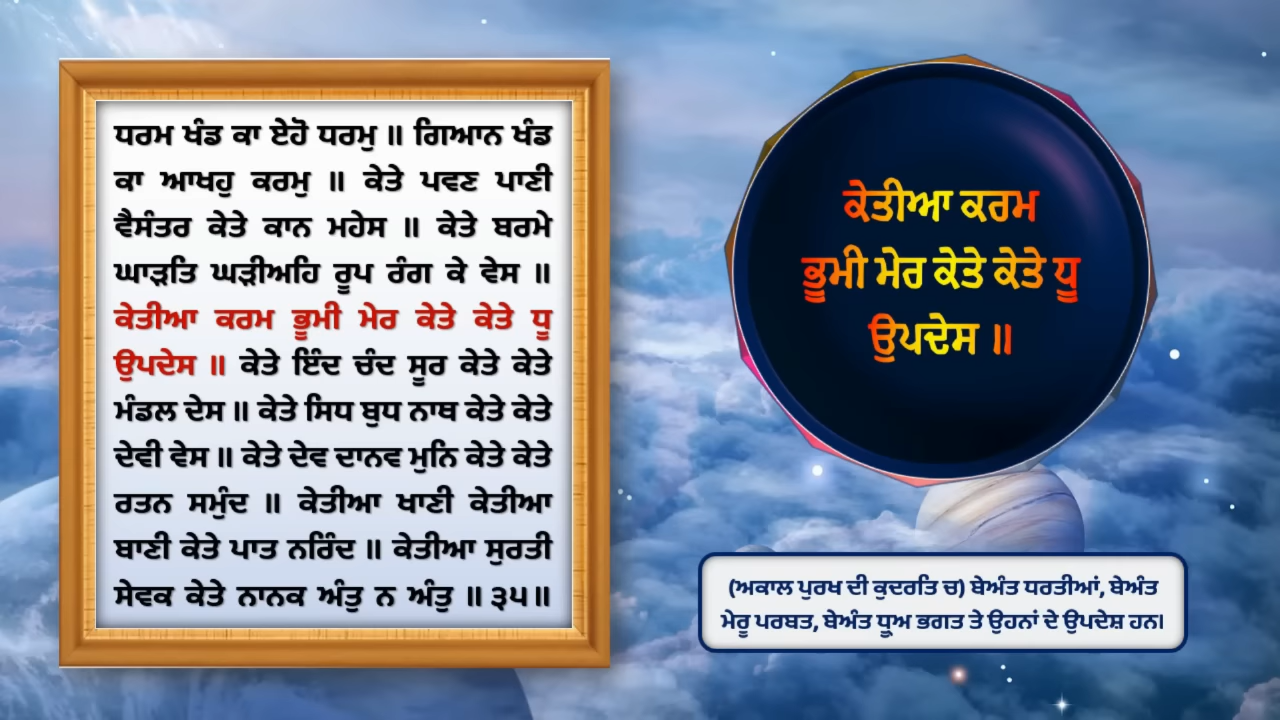 ਧਰਮ ਖੰਡ ਕਾ ਏਹੋ ਧਰਮੁ ॥ ਗਿਆਨ ਖੰਡ
ਕਾ ਆਖਹੁ ਕਰਮੁ ॥ ਕੇਤੇ ਪਵਣ ਪਾਣੀ
ਵੈਸੰਤਰ ਕੇਤੇ ਕਾਨ ਮਹੇਸ ॥ ਕੇਤੇ ਬਰਮੇ
ਘਾੜਤਿ ਘੜੀਅਹਿ ਰੂਪ ਰੰਗ ਕੇ ਵੇਸ ॥
ਕੇਤੀਆ ਕਰਮ ਭੂਮੀ ਮੇਰ ਕੇਤੇ ਕੇਤੇ ਧੂ
ਉਪਦੇਸ ॥ ਕੇਤੇ ਇੰਦ ਚੰਦ ਸੂਰ ਕੇਤੇ ਕੇਤੇ
ਮੰਡਲ ਦੇਸ ॥ ਕੇਤੇ ਸਿਧ ਬੁਧ ਨਾਥ ਕੇਤੇ ਕੇਤੇ
ਦੇਵੀ ਵੇਸ ॥ ਕੇਤੇ ਦੇਵ ਦਾਨਵ ਮੁਨਿ ਕੇਤੇ ਕੇਤੇ
ਰਤਨ ਸਮੁੰਦ ॥ ਕੇਤੀਆ ਖਾਣੀ ਕੇਤੀਆ
ਬਾਣੀ ਕੇਤੇ ਪਾਤ ਨਰਿੰਦ ॥ ਕੇਤੀਆ ਸੁਰਤੀ
ਸੇਵਕ ਕੇਤੇ ਨਾਨਕ ਅੰਤੁ ਨ ਅੰਤੁ ॥੩੫॥
ਕੇਤੀਆ ਕਰਮ
ਭੂਮੀ ਮੇਰ ਕੇਤੇ ਕੇਤੇ ਧੂ
ਉਪਦੇਸ ॥
(ਅਕਾਲ ਪੁਰਖ ਦੀ ਕੁਦਰਤਿ ਚ) ਬੇਅੰਤ ਧਰਤੀਆਂ, ਬੇਅੰਤ
ਮੇਰੂ ਪਰਬਤ, ਬੇਅੰਤ ਧ੍ਰੂਅ ਭਗਤ ਤੇ ਉਹਨਾਂ ਦੇ ਉਪਦੇਸ਼ ਹਨ।